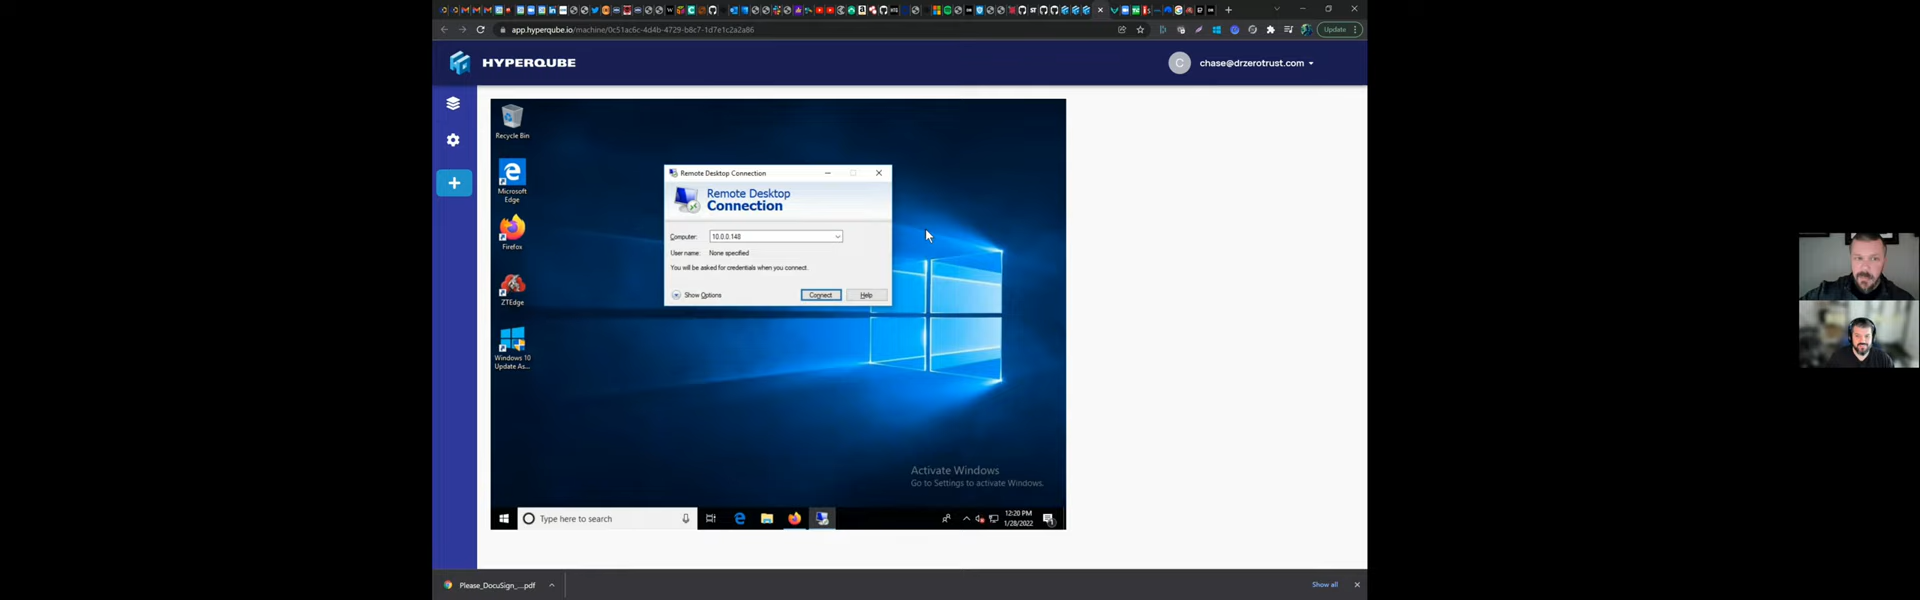 app.hyperqube.io/machine/0c51ac6c-4d4b-4729-b8c7-1d7e1c2a2a86
Update
HYPERQUBE
C
chase@drzerotrust.com
Recycle Bin
Microsoft
Edge
Firefox
ZTEdge
Windows 10
Update As...
Remote Desktop Connection
Remote Desktop
Connection
Computer:
10.0.0.148
User name:
None specified
You will be asked for credentials when you connect.
Show Options
Connect
Help
Activate Windows
Go to Settings to activate Windows.
Type here to search
12:20 PM
1/28/2022
Please_DocuSign_....pdf
Show all